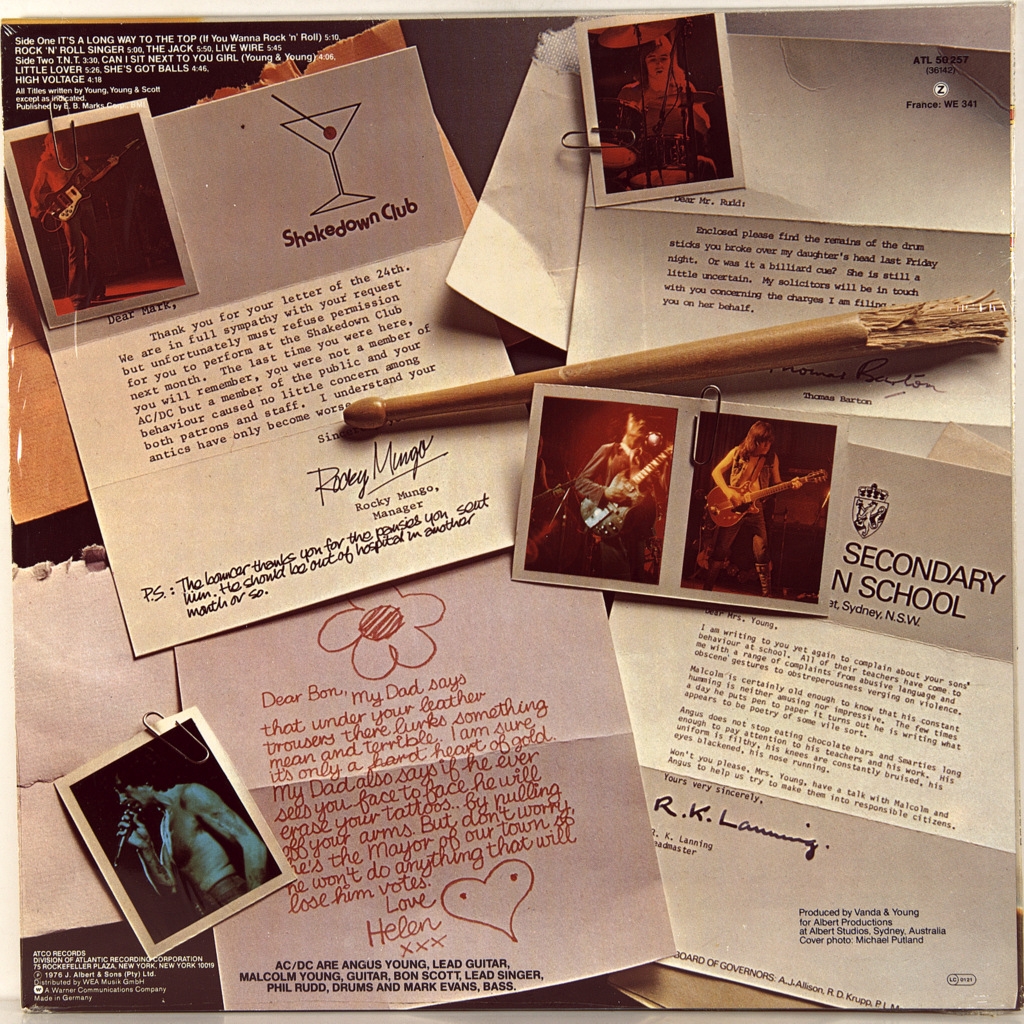 Side One IT'S A LONG WAY TO THE TOP (If You Wanna Rock 'n' Roll) 5:10,
ROCK 'N' ROLL SINGER 5:00, THE JACK 5:50, LIVE WIRE 5:45
Side Two T.N.T. 3:30, CAN I SIT NEXT TO YOU GIRL (Young & Young) 4:06,
LITTLE LOVER 5:26, SHE'S GOT BALLS 4:46,
HIGH VOLTAGE 4:18
All Titles written by Young, Young & Scott
except as indicated.
Published by E. B. Marks Corp., BMI
ATL 50 257
(36142)
Z
France: WE 341
Shakedown Club
Dear Mark,
Thank you for your letter of the 24th.
We are in full sympathy with your request
but unfortunately must refuse permission
for you to perform at the Shakedown Club
next month. The last time you were here,
you will remember, you were not a member of
AC/DC but a member of the public and your
behaviour caused no little concern among
both patrons and staff. I understand your
antics have only become worse
Rocky Mungo
Rocky Mungo,
Manager
P.S.: The bouncer thanks you for the pansies you sent
him. He should be out of hospital in another
month or so.
Dear Mr. Rudd:
Enclosed please find the remains of the drum
sticks you broke over my daughter's head last Friday
night. Or was it a billiard cue? She is still a
little uncertain. My solicitors will be in touch
with you concerning the charges I am filing
you on her behalf.
Thomas Barton
Thomas Barton
SECONDARY
N SCHOOL
et, Sydney, N.S.W.
Dear Mrs. Young,
I am writing to you yet again to complain about your sons'
behaviour at school. All of their teachers have come to
me with a range of complaints from abusive language and
obscene gestures to obstreperousness verging on violence.
Malcolm is certainly old enough to know that his constant
humming is neither amusing nor impressive. The few times
a day he puts pen to paper it turns out he is writing what
appears to be poetry of some vile sort.
Angus does not stop eating chocolate bars and Smarties long
enough to pay attention to his teachers and his work. His
uniform is filthy, his knees are constantly bruised, his
eyes blackened, his nose running.
Won't you please, Mrs. Young, have a talk with Malcolm and
Angus to help us try to make them into responsible citizens.
Yours very sincerely,
R.K. Lanning.
R. K. Lanning
eadmaster
Dear Bon, my Dad says
that under your leather
trousers there lurks something
mean and terrible. I am sure
it's only a hard heart of gold.
My Dad also says if he ever
sees you face to face he will
erase your tattoos.. by pulling
off your arms. But don't worry,
he's the Mayor of our town, so
he won't do anything that will
lose him votes.
Love
Helen
xxx
Produced by Vanda & Young
for Albert Productions
at Albert Studios, Sydney, Australia
Cover photo: Michael Putland
BOARD OF GOVERNORS: A.J. Allison, R. D. Krupp, P. L. M
LC 0121
AC/DC ARE ANGUS YOUNG, LEAD GUITAR,
MALCOLM YOUNG, GUITAR, BON SCOTT, LEAD SINGER,
PHIL RUDD, DRUMS AND MARK EVANS, BASS.
ATCO RECORDS
DIVISION OF ATLANTIC RECORDING CORPORATION
75 ROCKEFELLER PLAZA, NEW YORK, NEW YORK 10019
Ⓟ 1976 J. Albert & Sons (Pty) Ltd.
Distributed by WEA Musik GmbH
A Warner Communications Company
Made in Germany